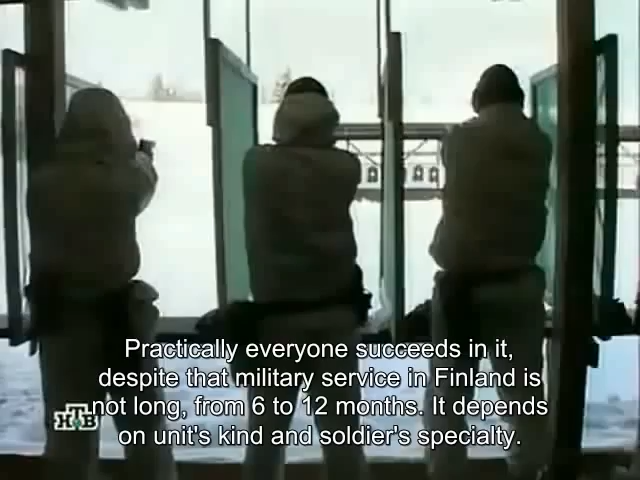 Practically everyone succeeds in it,
despite that military service in Finland is
not long, from 6 to 12 months. It depends
on unit's kind and soldier's specialty.
НТВ